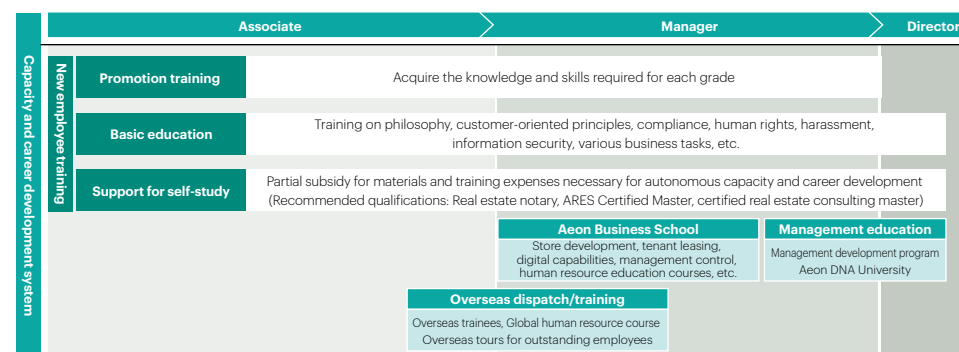 Associate
Manager
Director
Capacity and career development system
New employee training
Promotion training
Acquire the knowledge and skills required for each grade
Basic education
Training on philosophy, customer-oriented principles, compliance, human rights, harassment,
information security, various business tasks, etc.
Support for self-study
Partial subsidy for materials and training expenses necessary for autonomous capacity and career development
(Recommended qualifications: Real estate notary, ARES Certified Master, certified real estate consulting master)
Aeon Business School
Store development, tenant leasing,
digital capabilities, management control,
human resource education courses, etc.
Management education
Management development program
Aeon DNA University
Overseas dispatch/training
Overseas trainees, Global human resource course
Overseas tours for outstanding employees